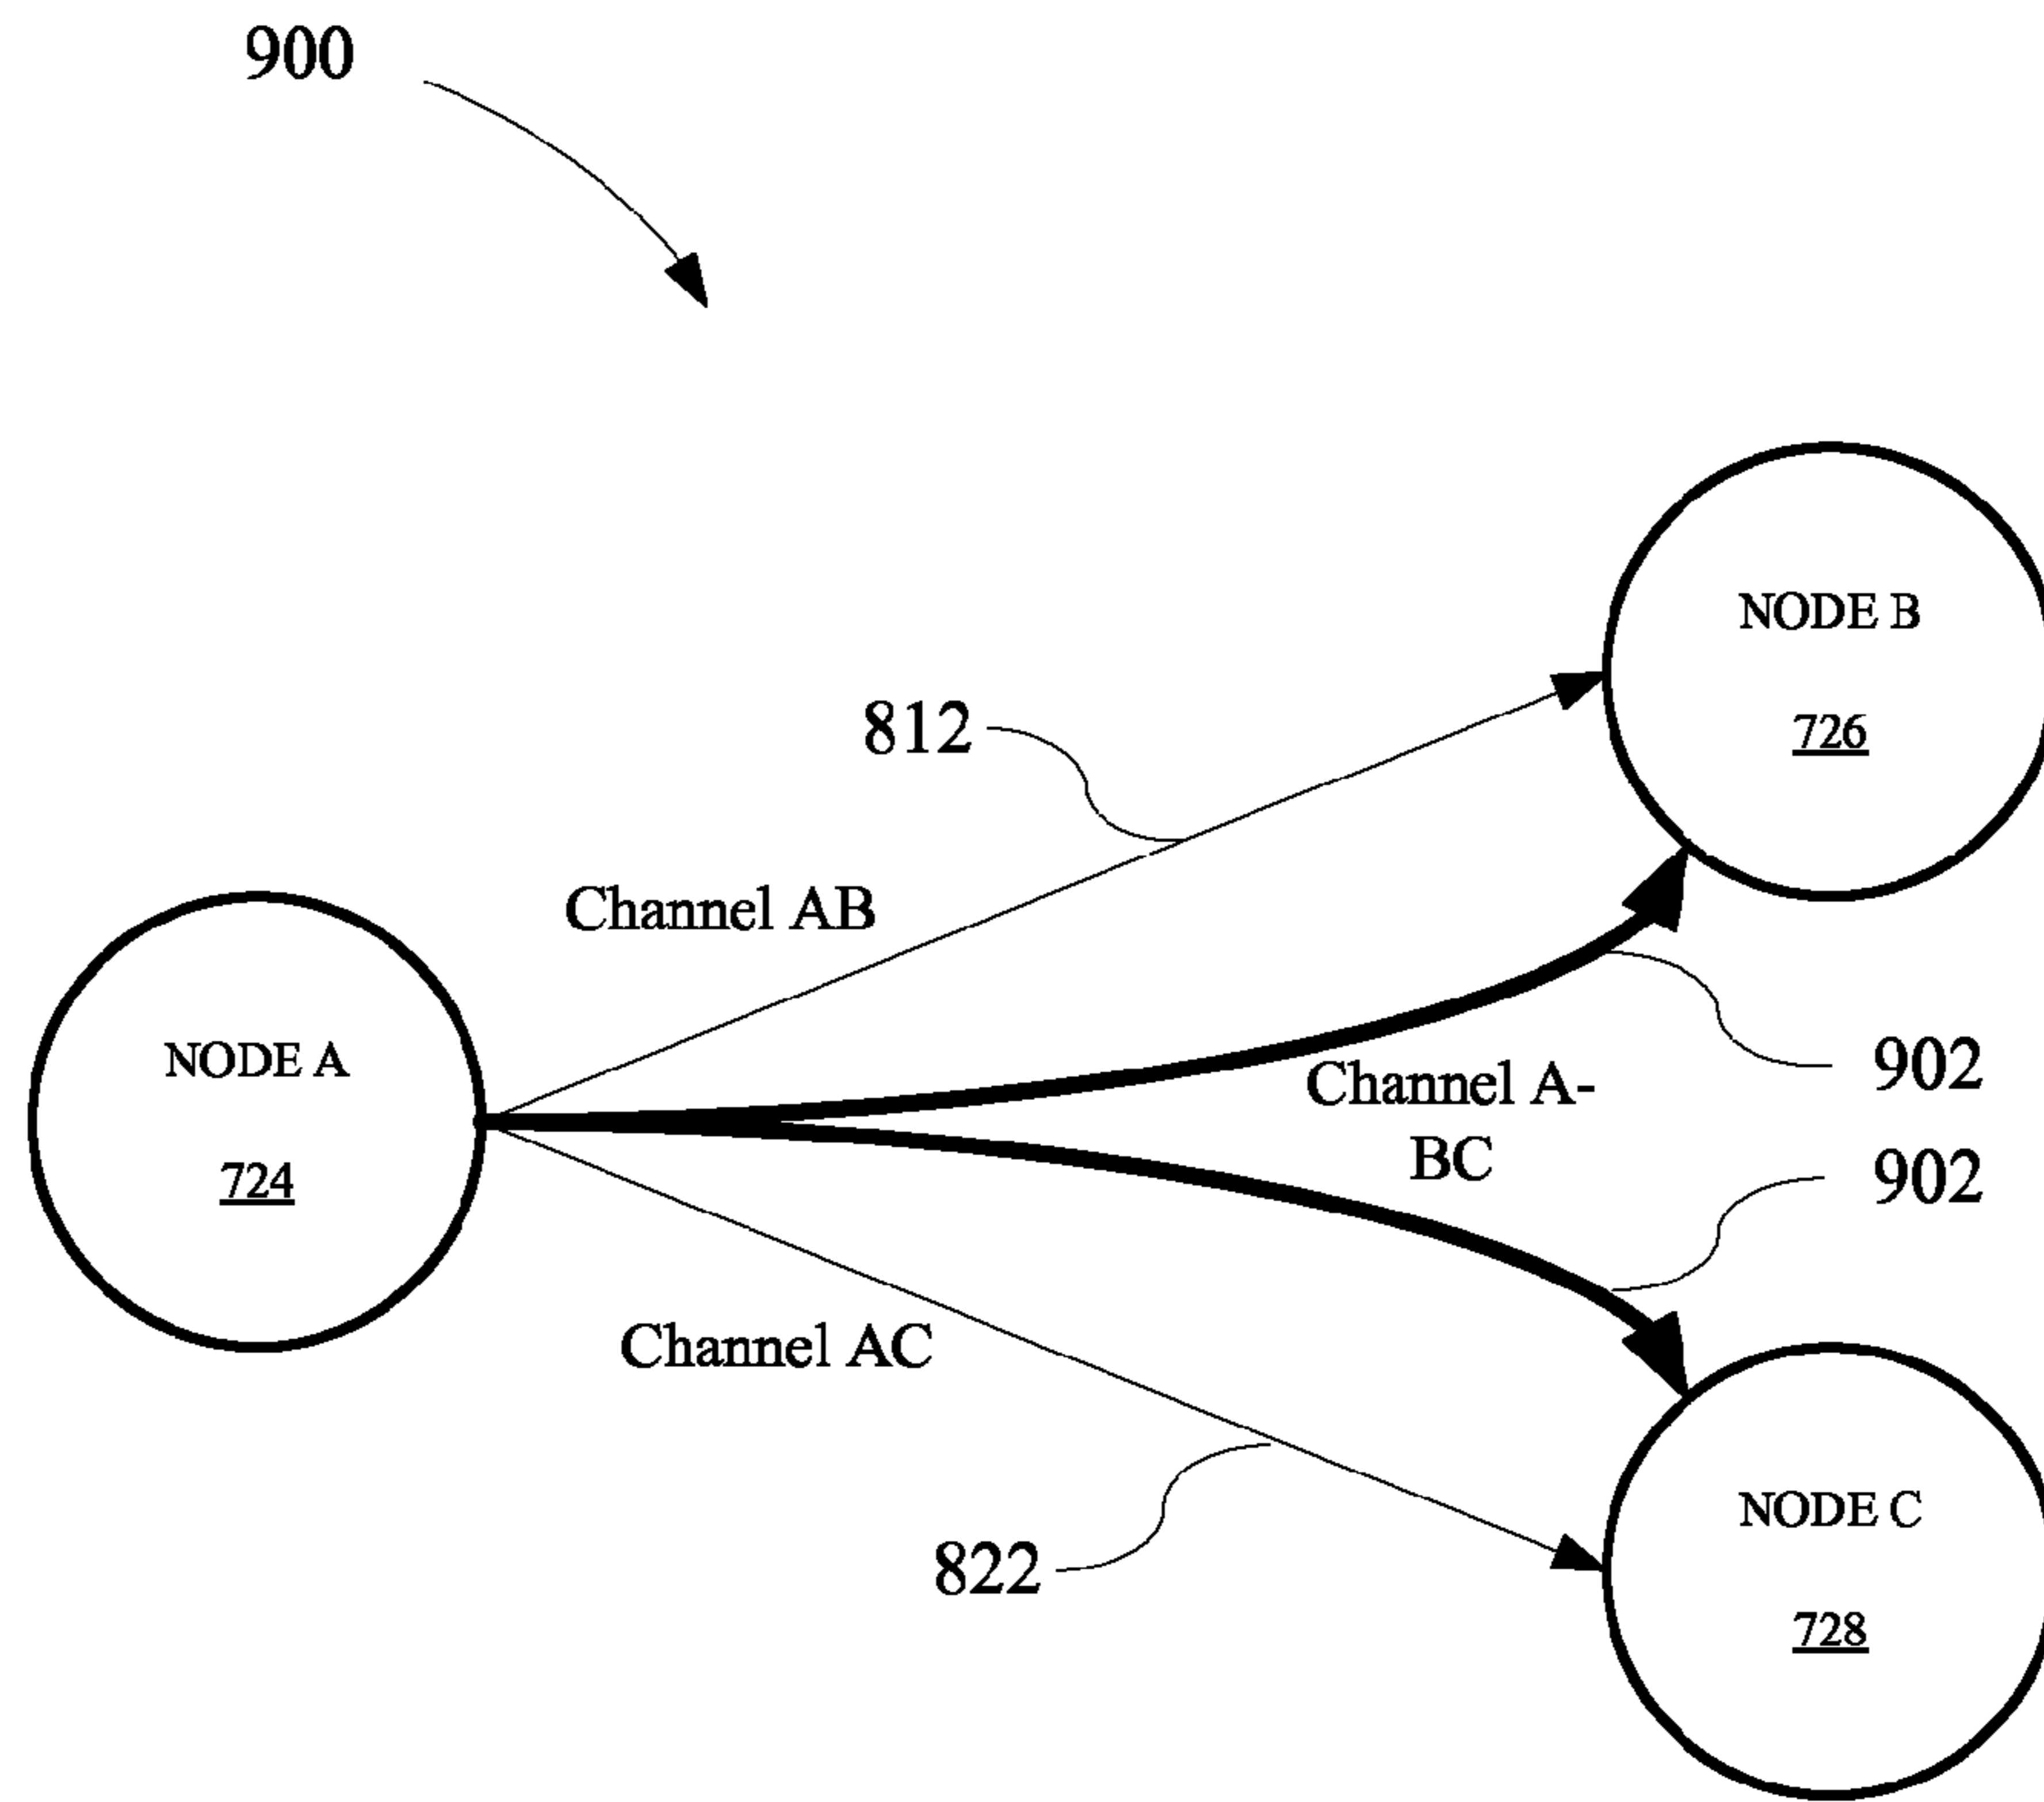 900
NODE B
812
726
Channel AB
NODE A
902
Channel A-
BC
724
902
Channel AC
NODE C
822
728